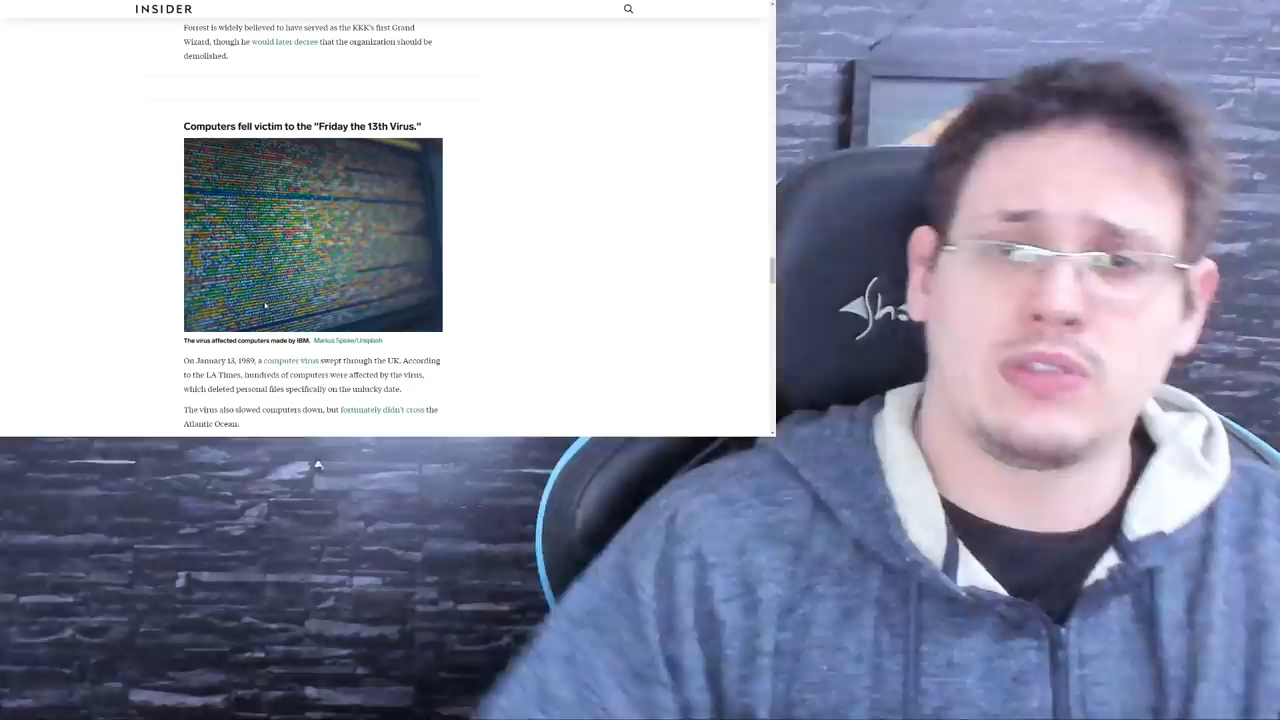 INSIDER
Forrest is widely believed to have served as the KKK's first Grand
Wizard, though he would later decree that the organization should be
demolished.
Computers fell victim to the "Friday the 13th Virus."
The virus affected computers made by IBM. Markus Spiske/Unsplash
On January 13, 1989, a computer virus swept through the UK. According
to the LA Times, hundreds of computers were affected by the virus,
which deleted personal files specifically on the unlucky date.
The virus also slowed computers down, but fortunately didn't cross the
Atlantic Ocean.